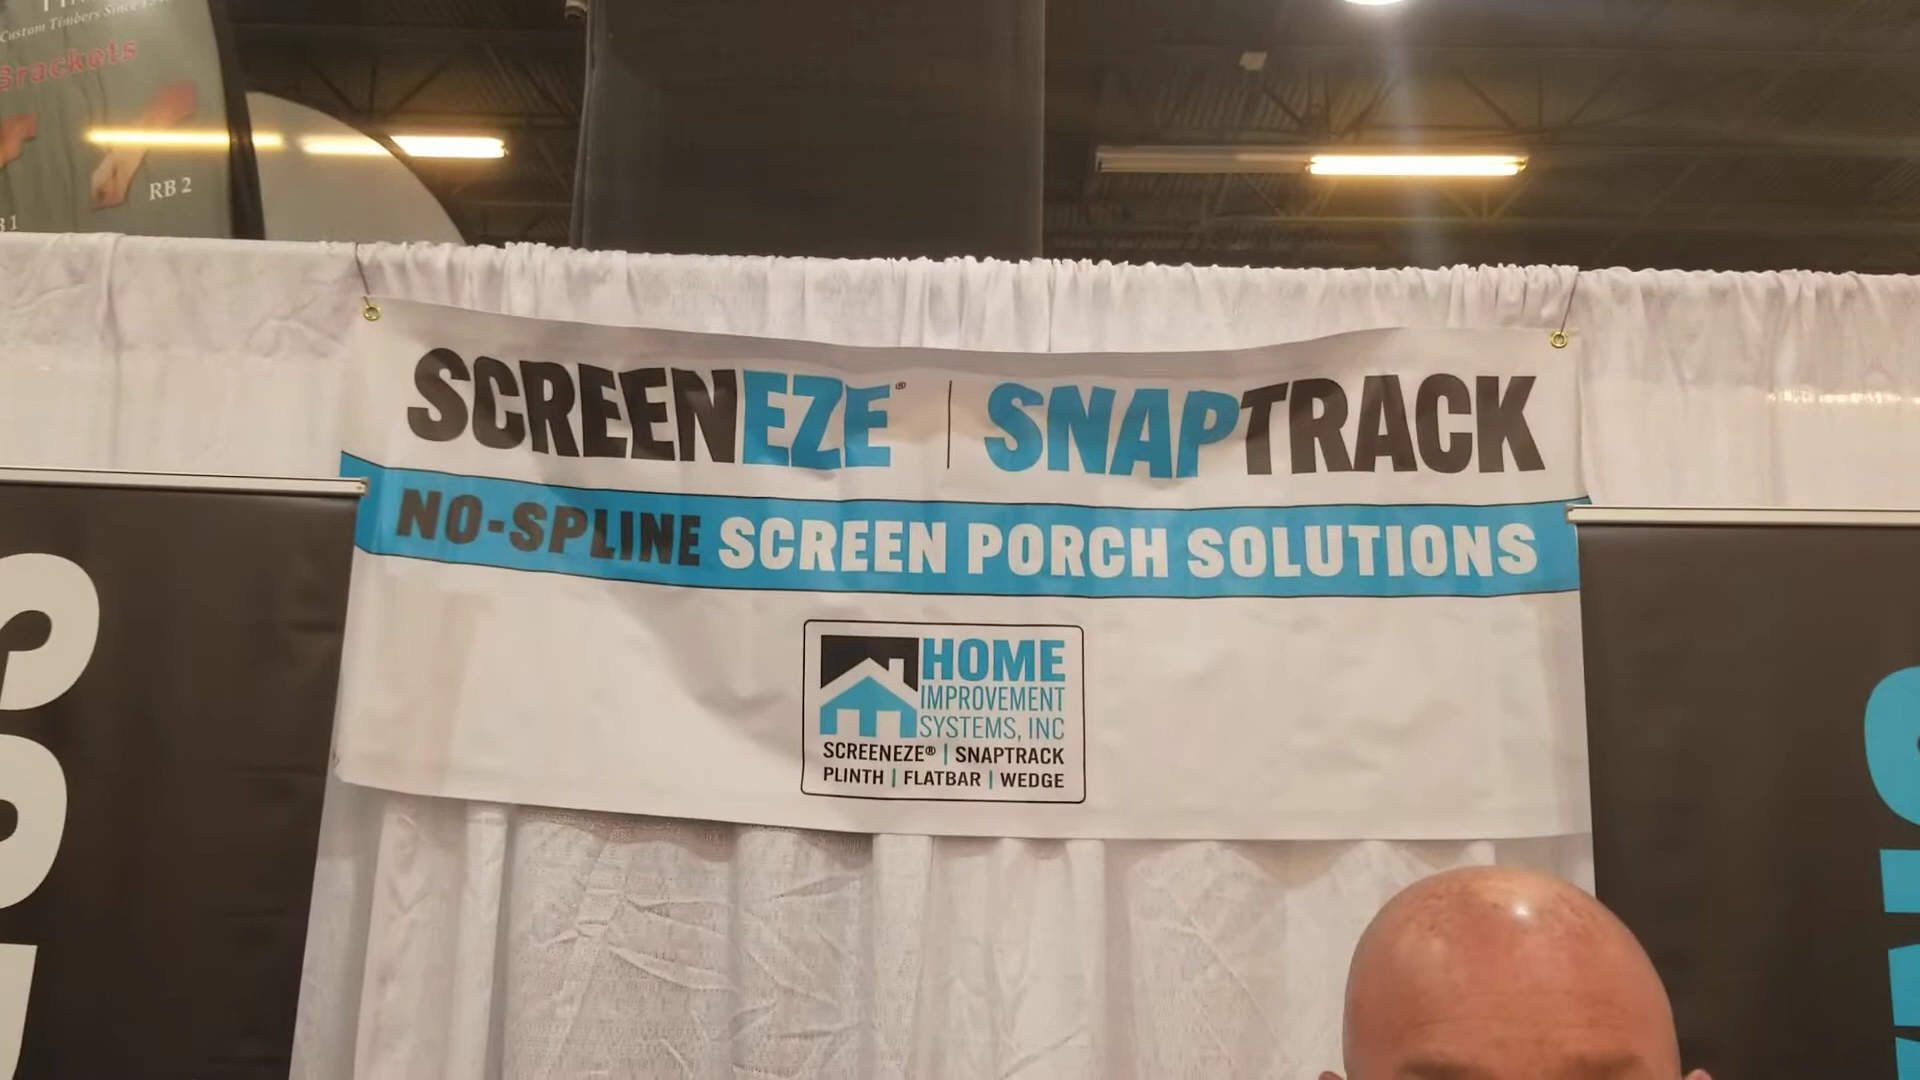 Custom Timbers Since
Brackets
RB 2
SCREENEZE® | SNAPTRACK
NO-SPLINE SCREEN PORCH SOLUTIONS
HOME
IMPROVEMENT
SYSTEMS, INC
SCREENEZE® | SNAPTRACK
PLINTH | FLATBAR | WEDGE